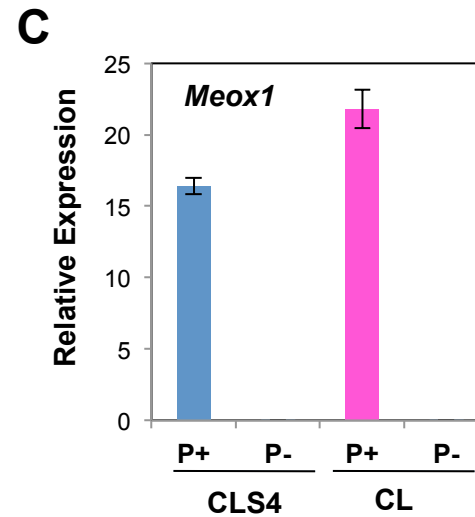 C
Meox1
Relative Expression
25
20
15
10
5
0
P+ P- P+ P-
CLS4 CL